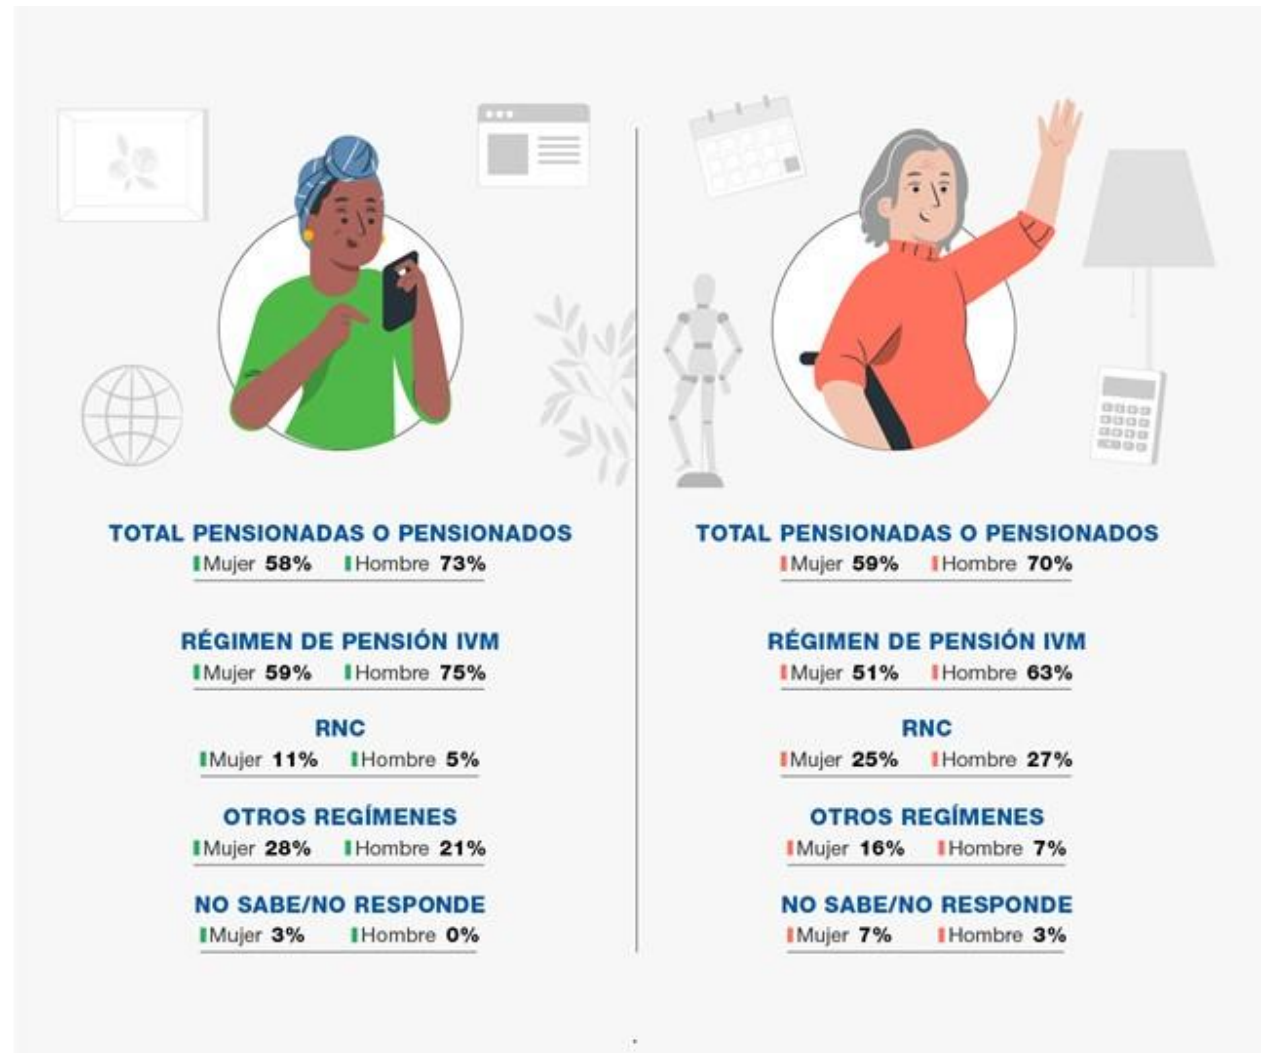 TOTAL PENSIONADAS O PENSIONADOS
Mujer 58% Hombre 73%
RÉGIMEN DE PENSIÓN IVM
Mujer 59% Hombre 75%
RNC
Mujer 11% Hombre 5%
OTROS REGÍMENES
Mujer 28% Hombre 21%
NO SABE/NO RESPONDE
Mujer 3% Hombre 0%
TOTAL PENSIONADAS O PENSIONADOS
Mujer 59% Hombre 70%
RÉGIMEN DE PENSIÓN IVM
Mujer 51% Hombre 63%
RNC
Mujer 25% Hombre 27%
OTROS REGÍMENES
Mujer 16% Hombre 7%
NO SABE/NO RESPONDE
Mujer 7% Hombre 3%